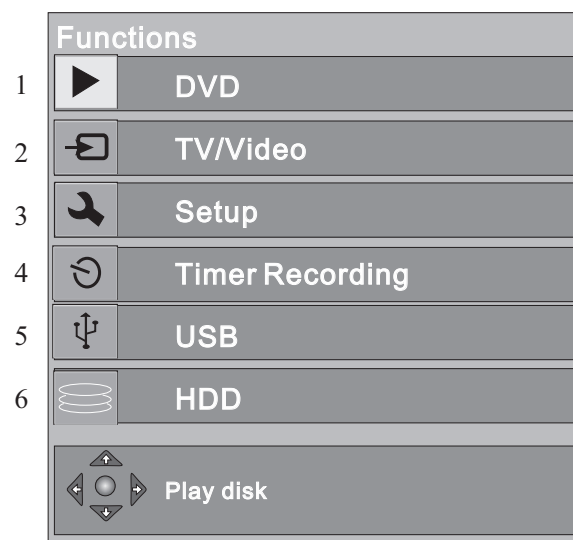 Functions
1 DVD
2 TV/Video
3 Setup
4 Timer Recording
5 USB
6 HDD
Play disk